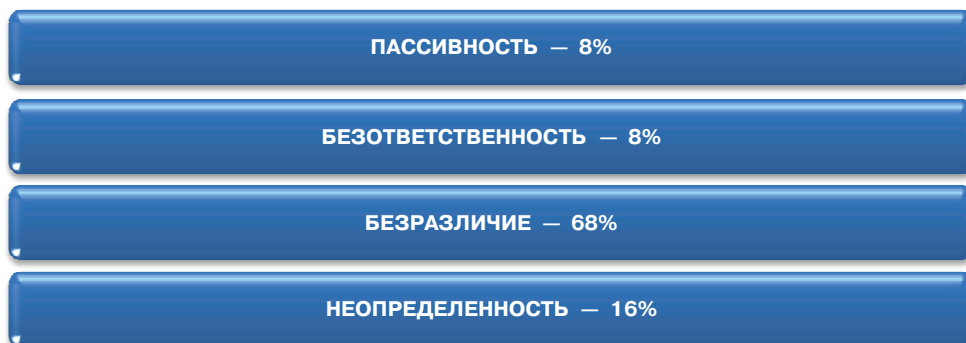 ПАССИВНОСТЬ — 8%
БЕЗОТВЕТСТВЕННОСТЬ — 8%
БЕЗРАЗЛИЧИЕ — 68%
НЕОПРЕДЕЛЕННОСТЬ — 16%